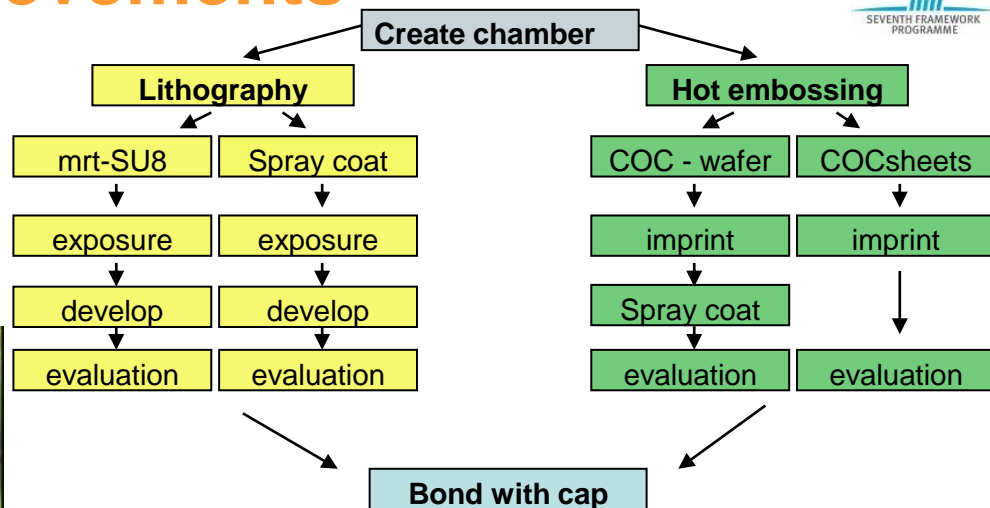 ovements
SEVENTH FRAMEWORK
PROGRAMME
Create chamber
Lithography
Hot embossing
mrt-SU8
Spray coat
COC - wafer
COCsheets
exposure
exposure
imprint
imprint
develop
develop
Spray coat
evaluation
evaluation
evaluation
evaluation
Bond with cap